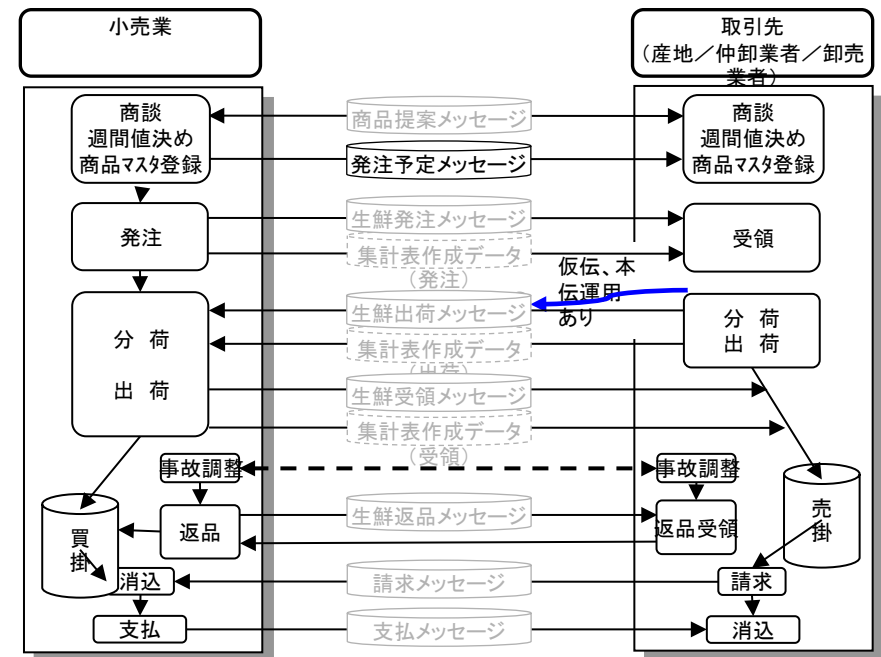 小売業
取引先
（産地／仲卸業者／卸売
業者）
商談
週間値決め
商品ﾏｽﾀ登録
商品提案メッセージ
発注予定メッセージ
商談
週間値決め
商品ﾏｽﾀ登録
発注
生鮮発注メッセージ
集計表作成データ
（発注）
受領
仮伝、本
伝運用
あり
分　荷
出　荷
生鮮出荷メッセージ
集計表作成データ
（出荷）
分　荷
出　荷
生鮮受領メッセージ
集計表作成データ
（受領）
事故調整
事故調整
買
掛
返品
生鮮返品メッセージ
返品受領
売
掛
消込
請求メッセージ
請求
支払
支払メッセージ
消込